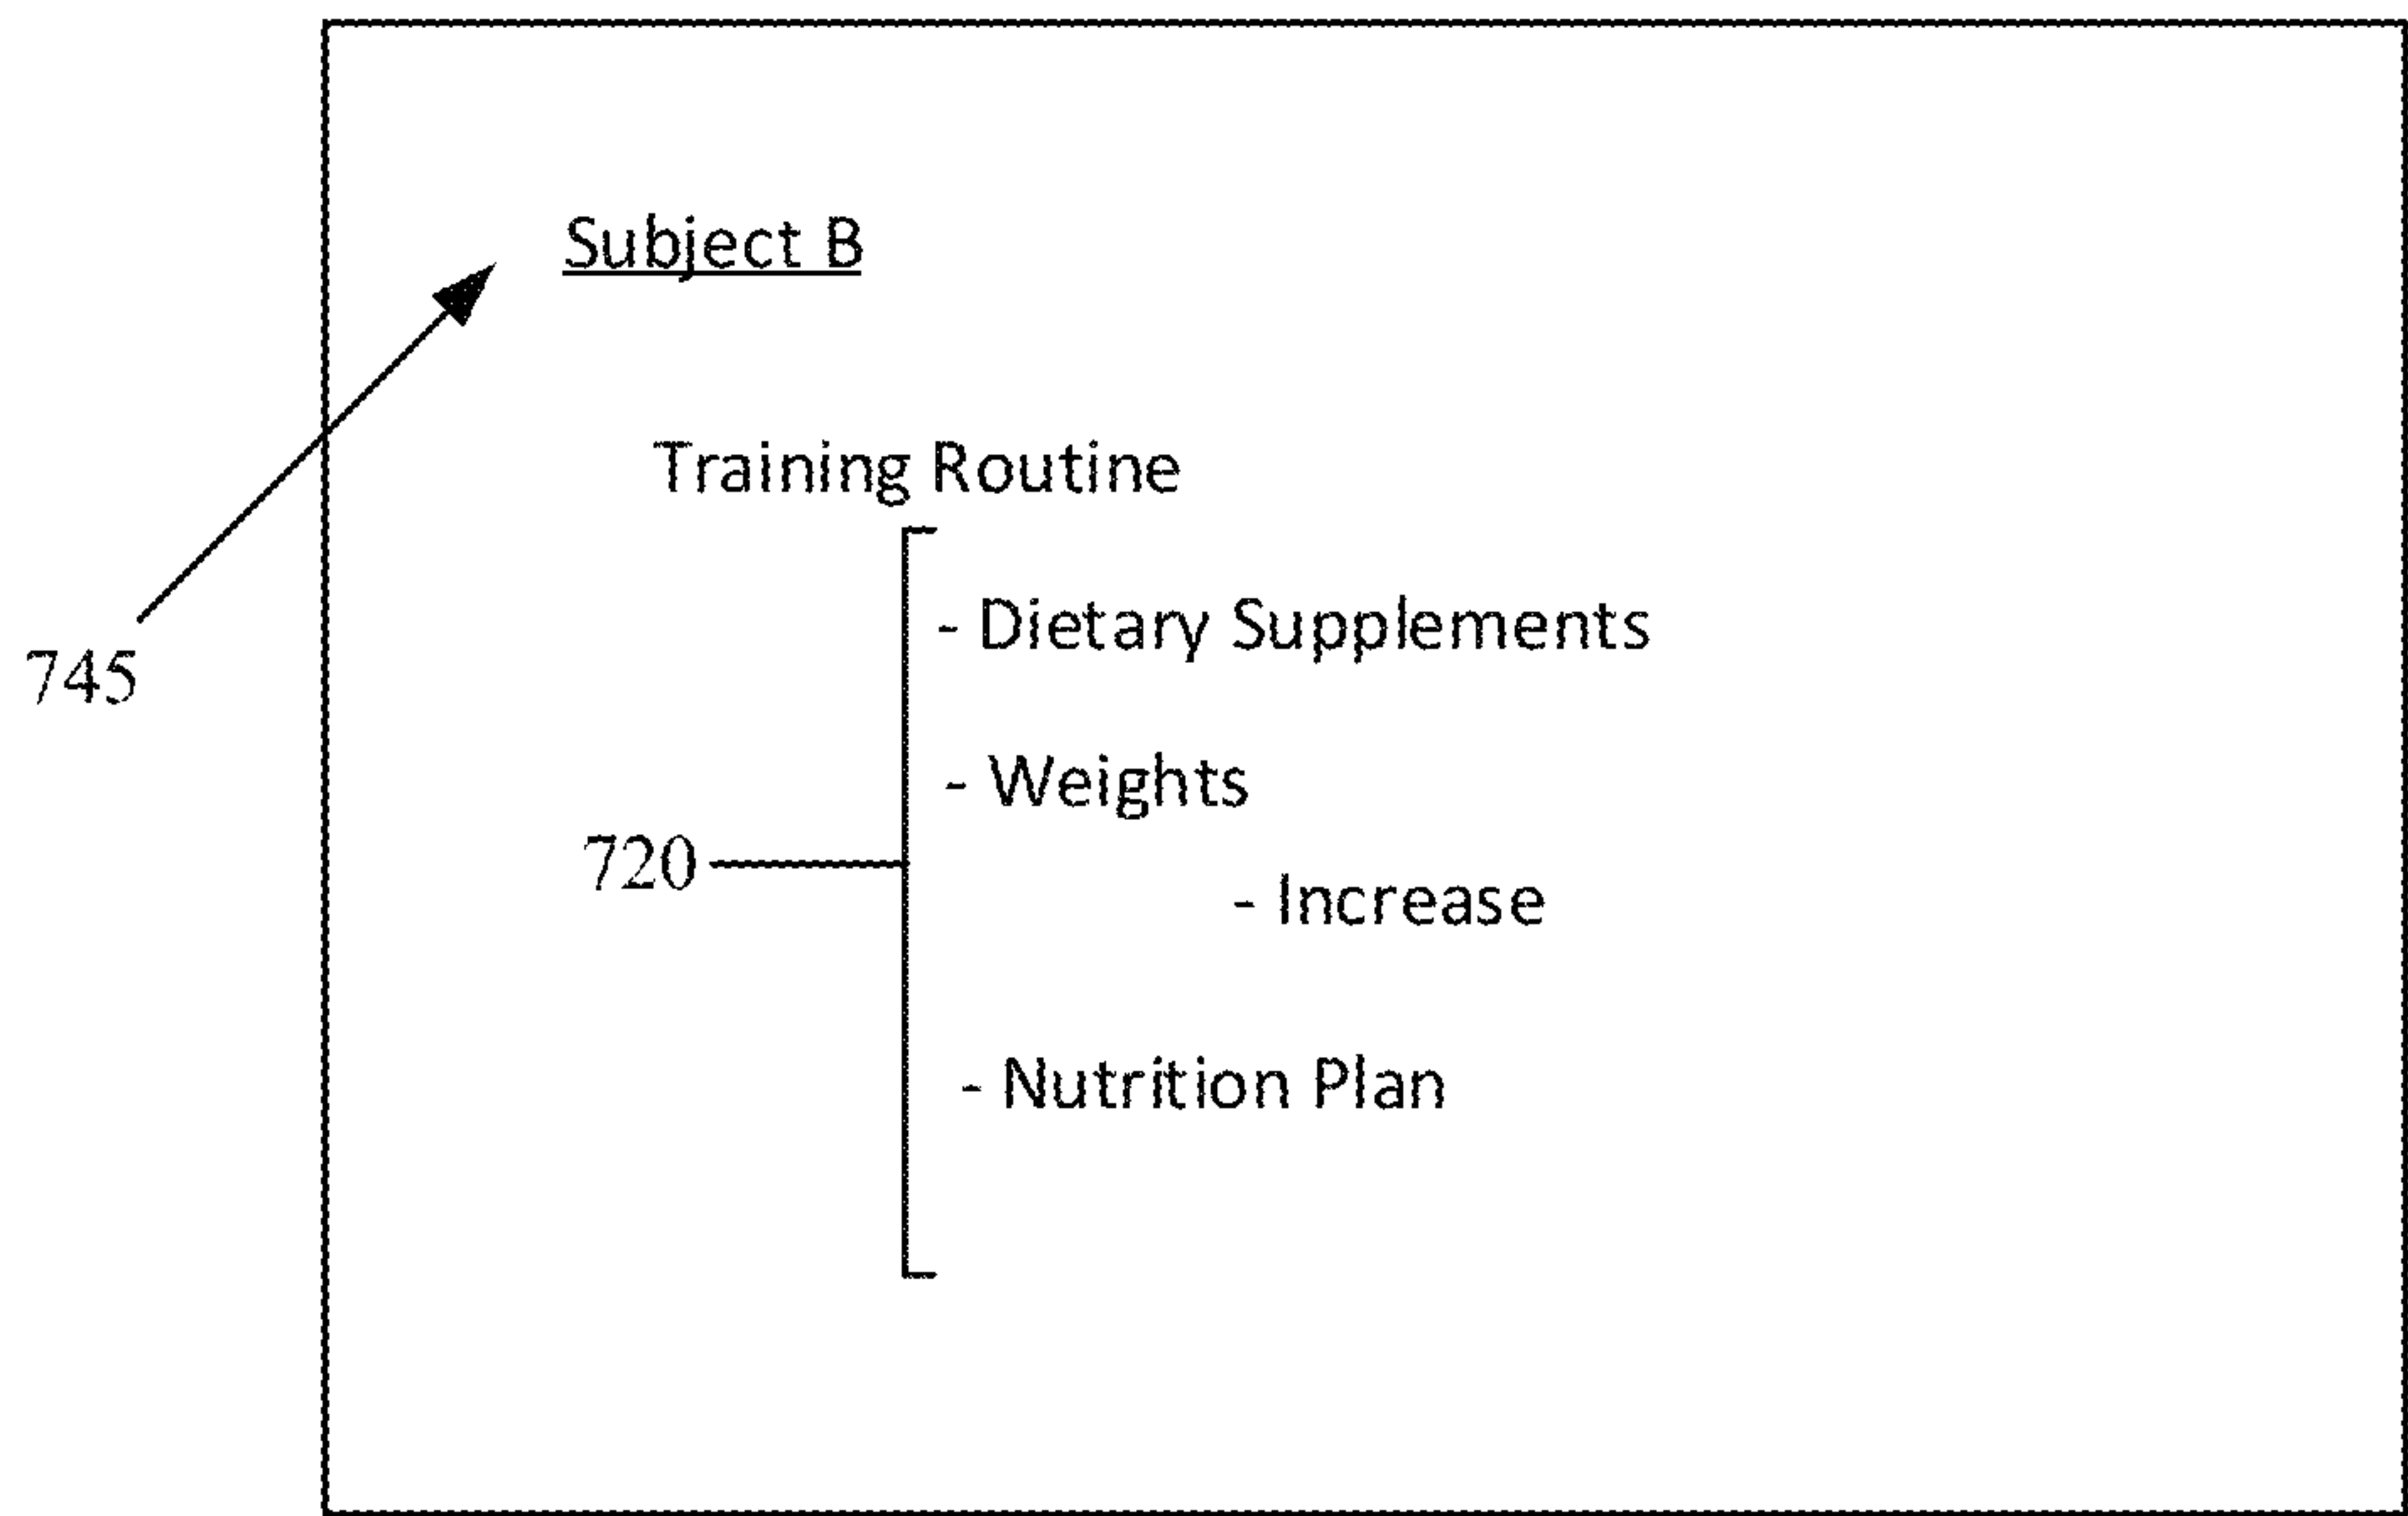 Subject B
Training Routine
- Dietary Supplements
745
- Weights
720
- Increase
- Nutrition Plan